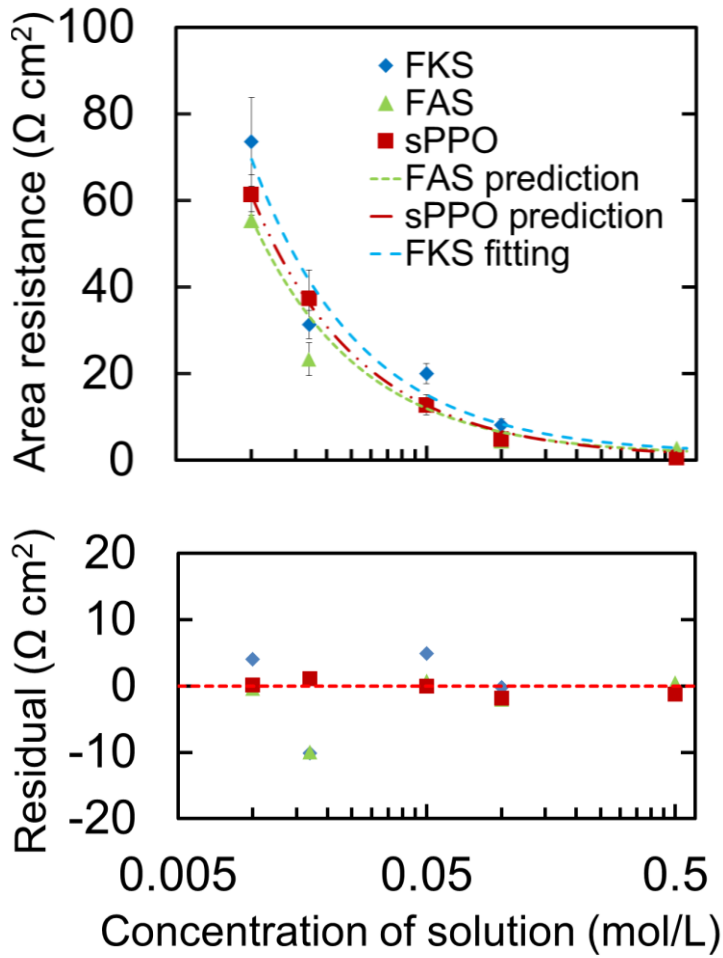 100
80
60
40
20
0
Area resistance (Ω cm²)
FKS
FAS
sPPO
FAS prediction
sPPO prediction
FKS fitting
20
10
0
-10
-20
Residual (Ω cm²)
0.005
0.05
0.5
Concentration of solution (mol/L)